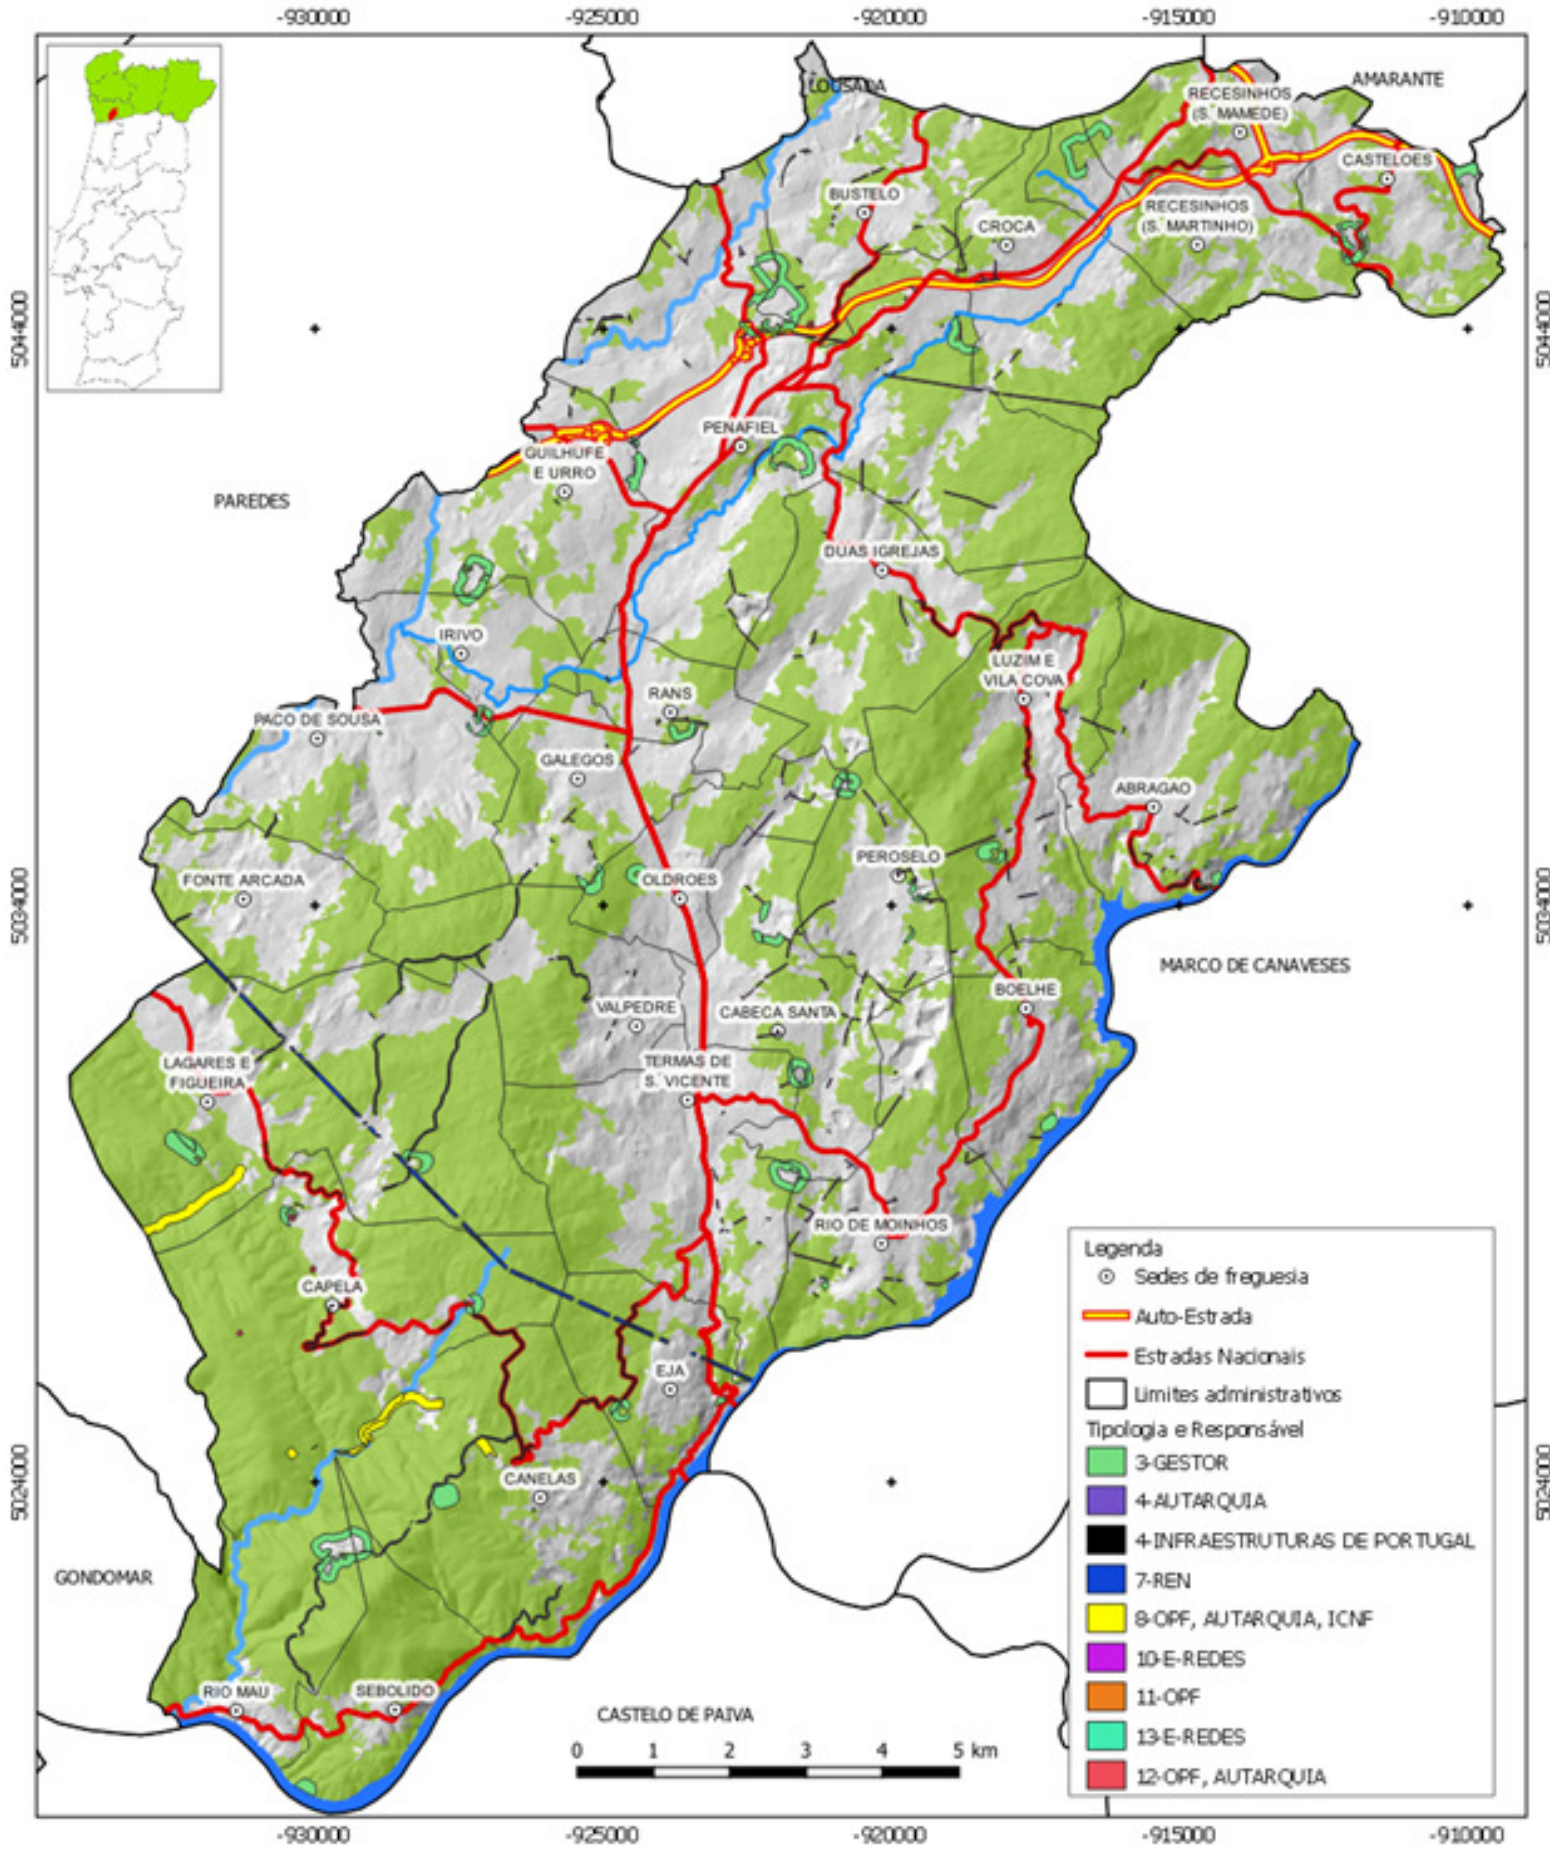 -930000 -925000 -920000 -915000 -910000
LOUSADA
AMARANTE
RECESINHOS
(S. MAMEDE)
CASTELOES
BUSTELO
CROCA
RECESINHOS
(S. MARTINHO)
5044000
5044000
PENAFIEL
GUILHUFE
E URRO
PAREDES
DUAS IGREJAS
IRIVO
LUZIM E
VILA COVA
RANS
PACO DE SOUSA
GALEGOS
ABRAGAO
PEROSELO
FONTE ARCADA
OLDROES
5034000
5034000
MARCO DE CANAVESES
BOELHE
VALPEDRE
CABECA SANTA
LAGARES E
FIGUEIRA
TERMAS DE
S. VICENTE
RIO DE MOINHOS
CAPELA
EJA
CANELAS
5024000
5024000
GONDOMAR
RIO MAU
SEBOLIDO
CASTELO DE PAIVA
0 1 2 3 4 5 km
Legenda
Sedes de freguesia
Auto-Estrada
Estradas Nacionais
Limites administrativos
Tipologia e Responsável
3-GESTOR
4-AUTARQUIA
4-INFRAESTRUTURAS DE PORTUGAL
7-REN
8-OPF, AUTARQUIA, ICNF
10-E-REDES
11-OPF
13-E-REDES
12-OPF, AUTARQUIA
-930000 -925000 -920000 -915000 -910000